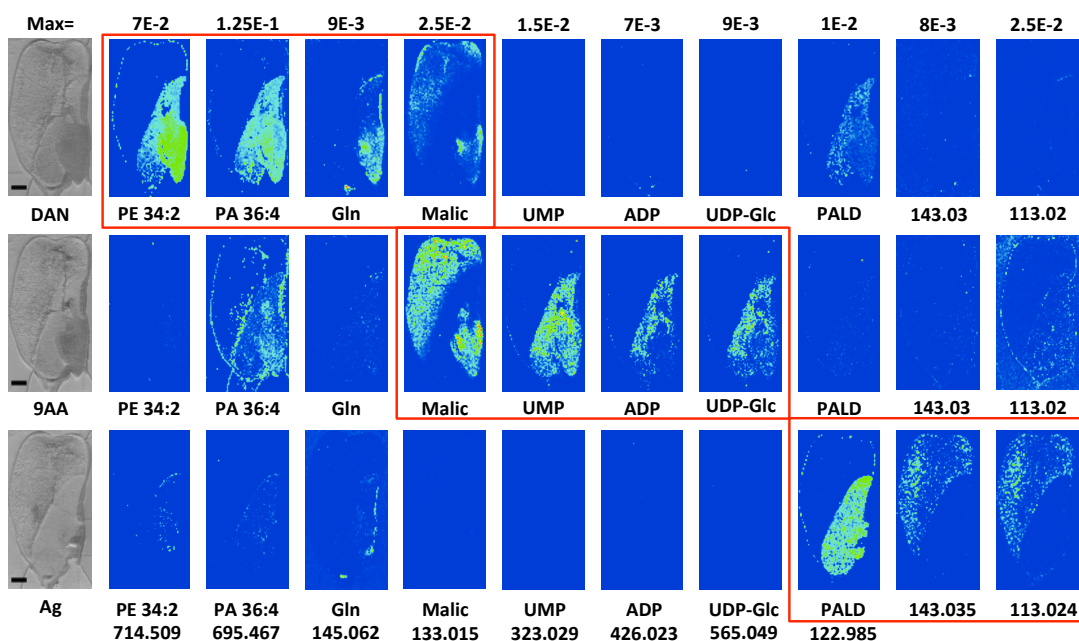 Max= 7E-2 1.25E-1 9E-3 2.5E-2 1.5E-2 7E-3 9E-3 1E-2 8E-3 2.5E-2
DAN PE 34:2 PA 36:4 Gln Malic UMP ADP UDP-Glc PALD 143.03 113.02
9AA PE 34:2 PA 36:4 Gln Malic UMP ADP UDP-Glc PALD 143.03 113.02
Ag PE 34:2 PA 36:4 Gln Malic UMP ADP UDP-Glc PALD 143.035 113.024
714.509 695.467 145.062 133.015 323.029 426.023 565.049 122.985